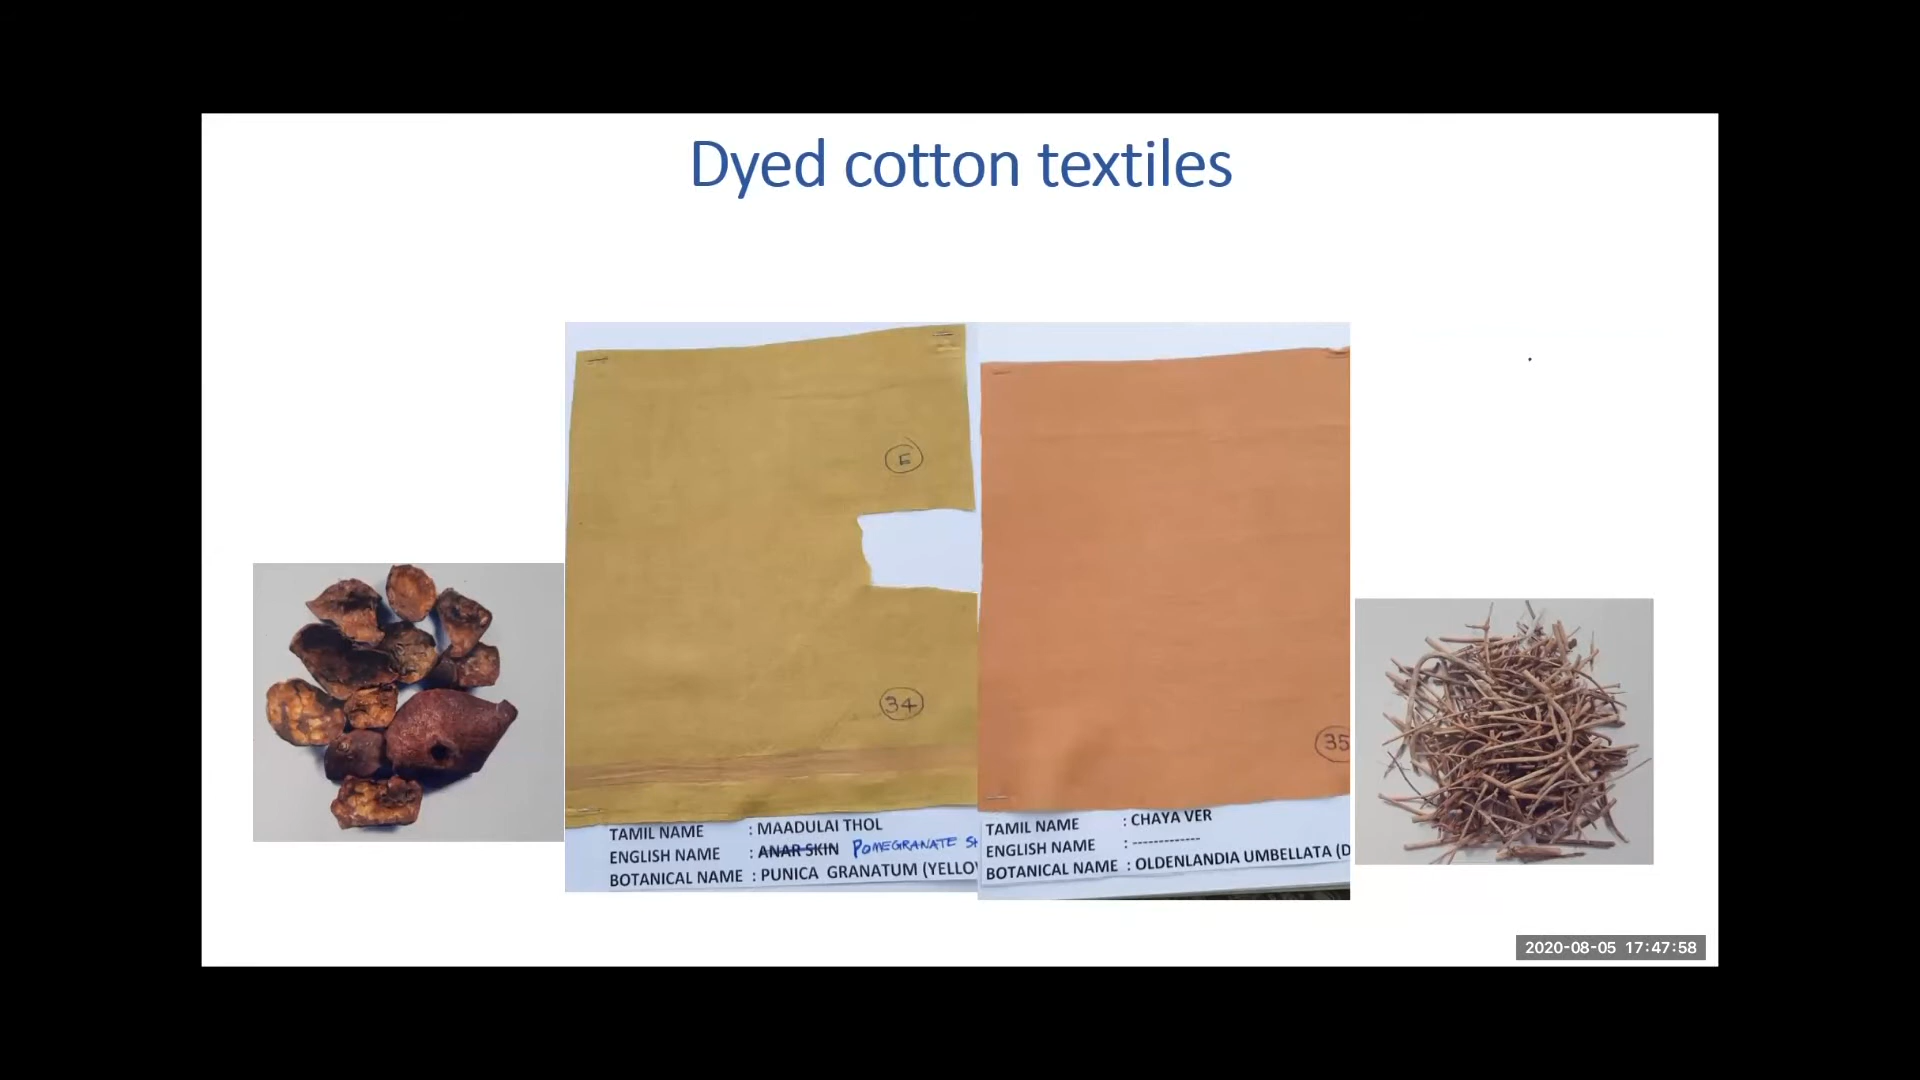 Dyed cotton textiles
E
34
35
TAMIL NAME : MAADULAI THOL
ENGLISH NAME : ANAR SKIN POMEGRANATE
BOTANICAL NAME : PUNICA GRANATUM (YELLO
TAMIL NAME : CHAYA VER
ENGLISH NAME : ------------
BOTANICAL NAME : OLDENLANDIA UMBELLATA (D
2020-08-05 17:47:58